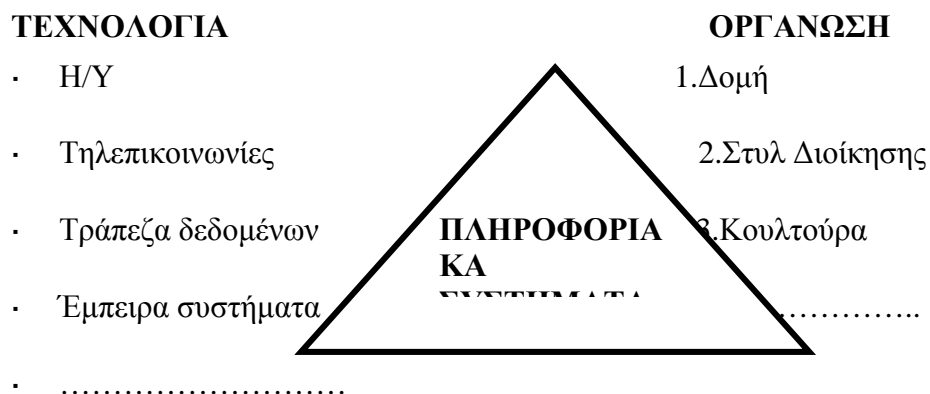 ΤΕΧΝΟΛΟΓΙΑ ΟΡΓΑΝΩΣΗ
· Η/Υ 1.Δομή
· Τηλεπικοινωνίες 2.Στυλ Διοίκησης
· Τράπεζα δεδομένων ΠΛΗΡΟΦΟΡΙΑ 3.Κουλτούρα
ΚΑ
· Έμπειρα συστήματα …………..
· ………………………